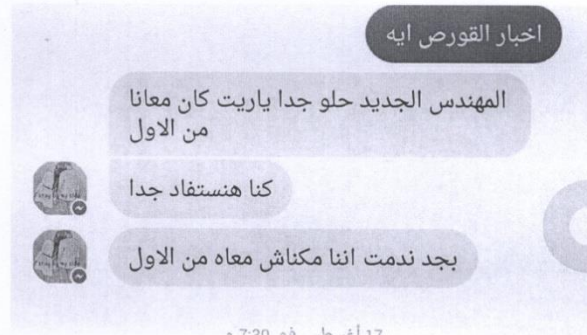 اخبار القورص ايه
المهندس الجديد حلو جدا ياريت كان معانا
من الاول
كنا هنستفاد جدا
بجد ندمت اننا مكناش معاه من الاول